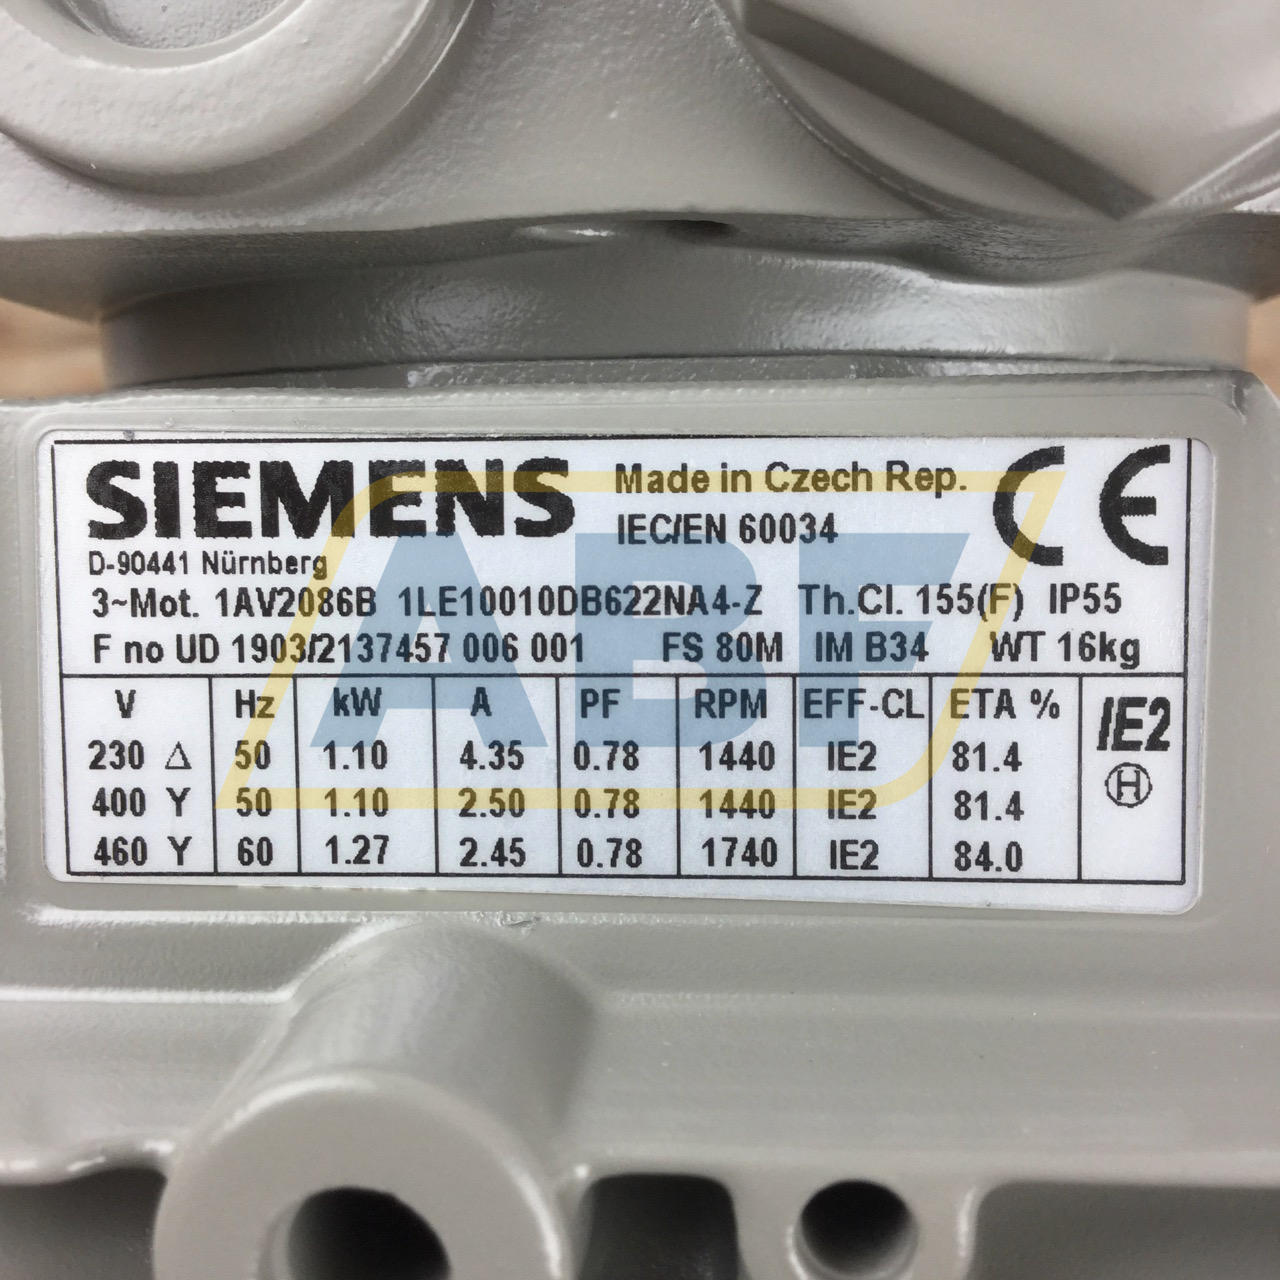 SIEMENS Made in Czech Rep. CE
IEC/EN 60034
D-90441 Nürnberg
3~Mot. 1AV2086B 1LE10010DB622NA4-Z Th.Cl. 155(F) IP55
F no UD 1903/2137457 006 001 FS 80M IM B34 WT 16kg
V Hz kW A PF RPM EFF-CL ETA % IE2
230 Δ 50 1.10 4.35 0.78 1440 IE2 81.4 H
400 Y 50 1.10 2.50 0.78 1440 IE2 81.4
460 Y 60 1.27 2.45 0.78 1740 IE2 84.0
ABF